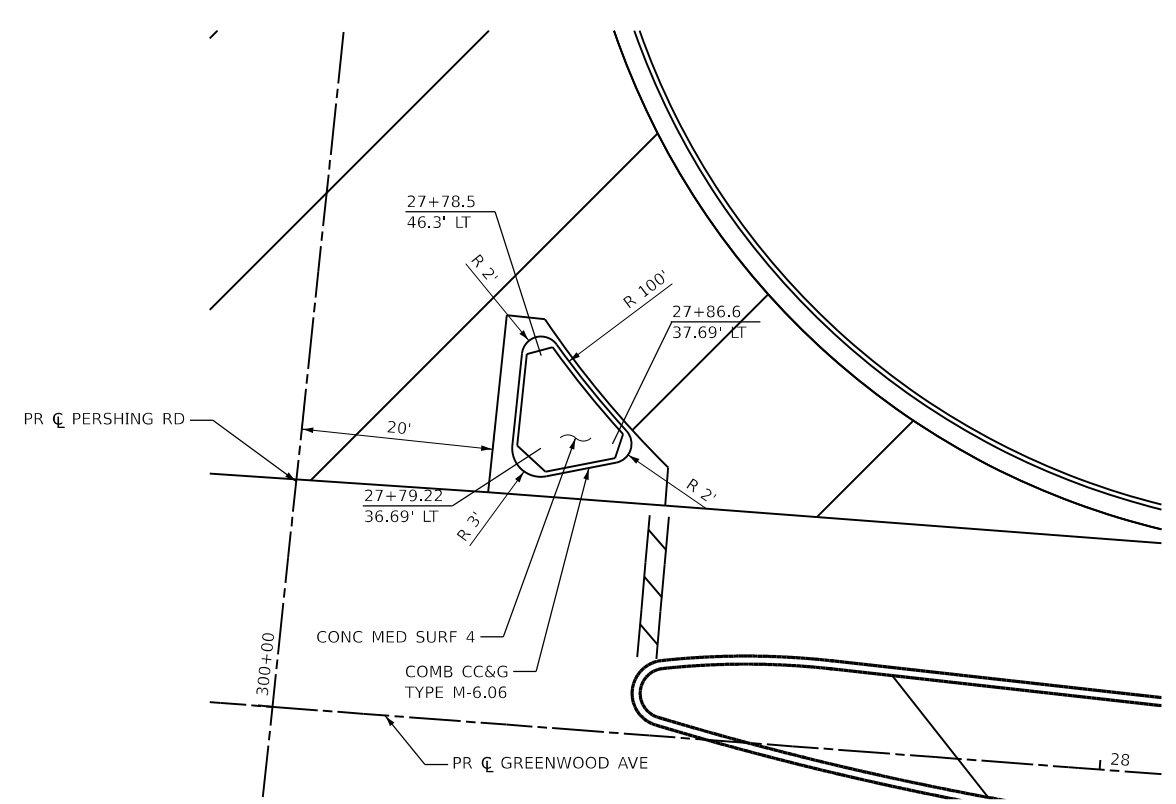 27+78.5
46.3' LT
R 2'
R 100'
27+86.6
37.69' LT
PR ℄ PERSHING RD
20'
27+79.22
36.69' LT
R 3'
R 2'
CONC MED SURF 4
COMB CC&G
TYPE M-6.06
300+00
PR ℄ GREENWOOD AVE
28